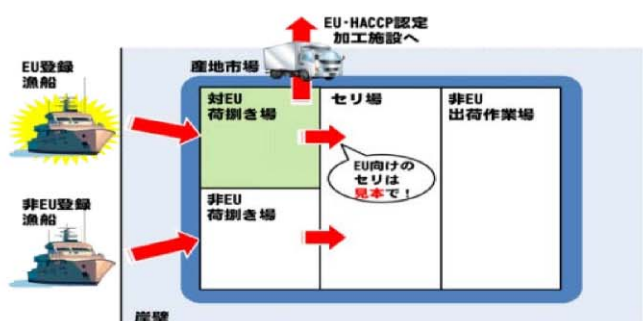 EU・HACCP認定
加工施設へ
EU登録
漁船
産地市場
対EU
荷捌き場
セリ場
非EU
出荷作業場
EU向けの
セリは
見本で！
非EU登録
漁船
非EU
荷捌き場
岸壁